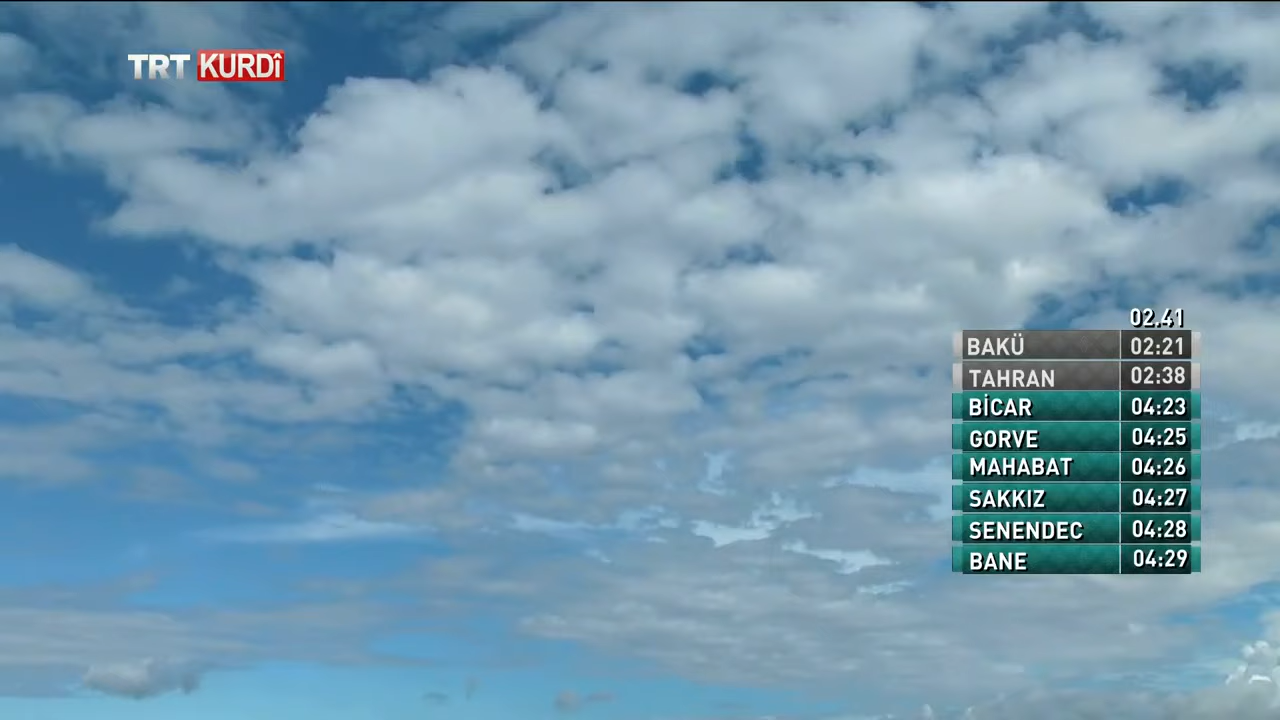 TRT KURDÎ
02.41
BAKÜ 02:21
TAHRAN 02:38
BİCAR 04:23
GORVE 04:25
MAHABAT 04:26
SAKKIZ 04:27
SENENDEC 04:28
BANE 04:29